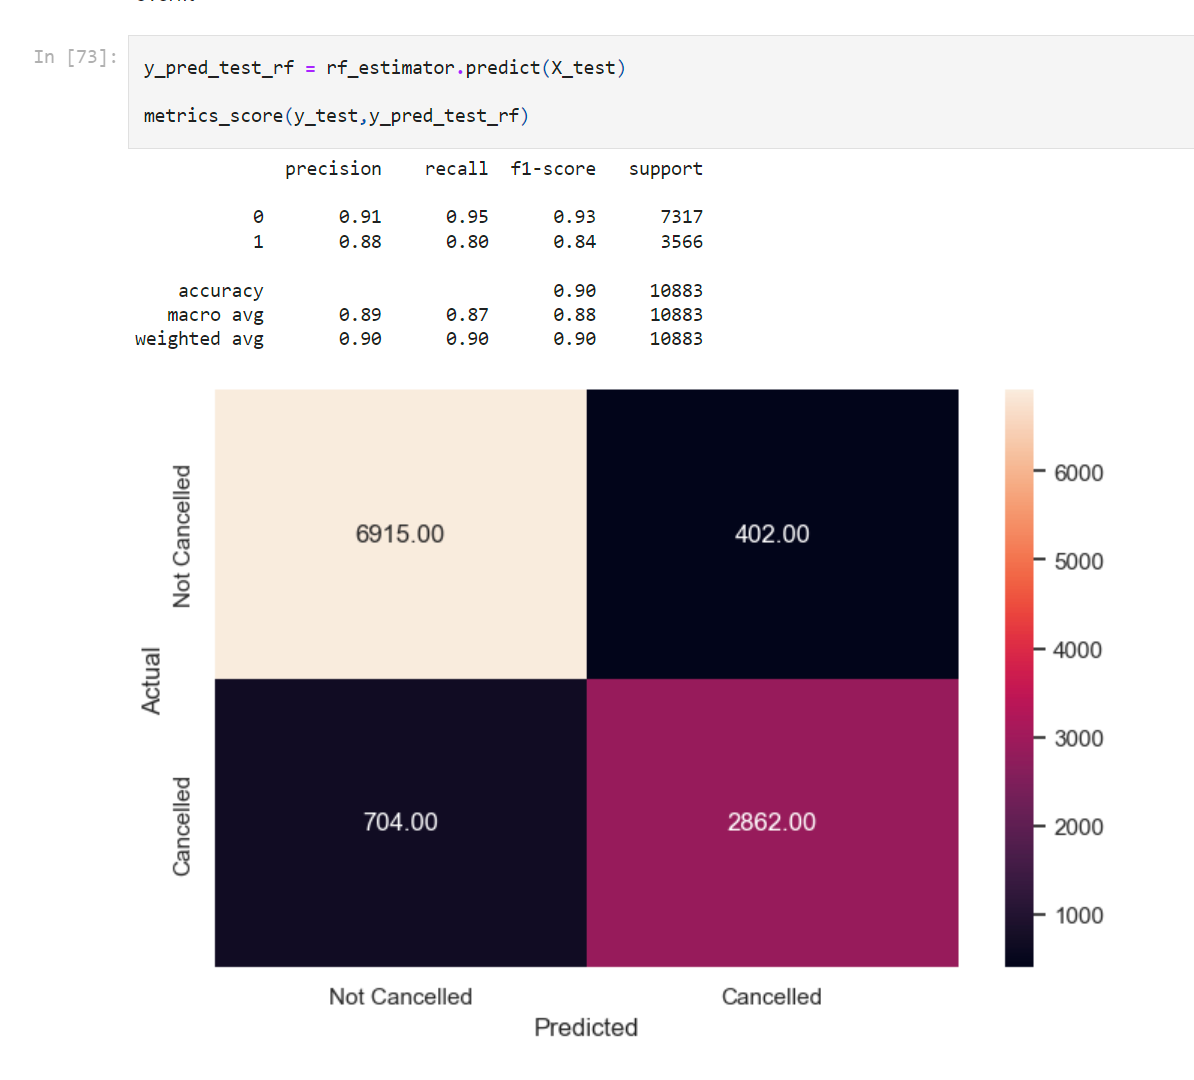 In [73]:
y_pred_test_rf = rf_estimator.predict(X_test)
metrics_score(y_test,y_pred_test_rf)
precision recall f1-score support
0 0.91 0.95 0.93 7317
1 0.88 0.80 0.84 3566
accuracy 0.90 10883
macro avg 0.89 0.87 0.88 10883
weighted avg 0.90 0.90 0.90 10883
Actual
Not Cancelled
6915.00
402.00
Cancelled
704.00
2862.00
Not Cancelled
Cancelled
Predicted
6000
5000
4000
3000
2000
1000